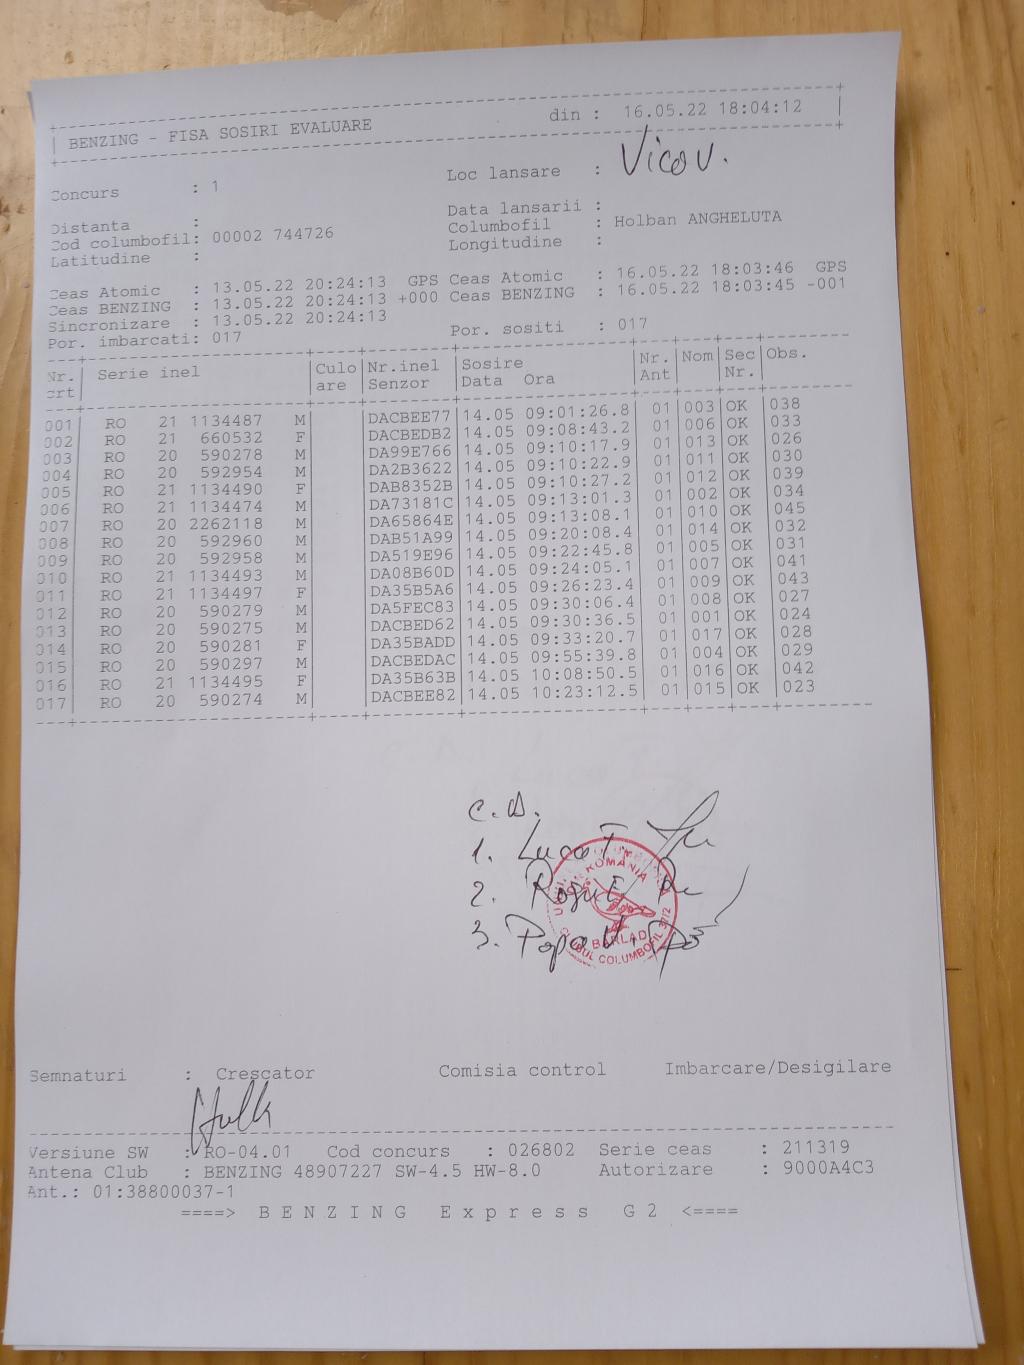 BENZING - FISA SOSIRI EVALUARE din : 16.05.22 18:04:12
Concurs : 1 Loc lansare : Vicov.
Data lansarii :
Distanta : Columbofil : Holban ANGHELUTA
Cod columbofil: 00002 744726 Longitudine :
Latitudine :
Ceas Atomic : 13.05.22 20:24:13 GPS Ceas Atomic : 16.05.22 18:03:46 GPS
Ceas BENZING : 13.05.22 20:24:13 +000 Ceas BENZING : 16.05.22 18:03:45 -001
Sincronizare : 13.05.22 20:24:13
Por. imbarcati: 017 Por. sositi : 017
Nr. crt Serie inel Culo are Nr.inel Senzor Sosire Data Ora Nr. Ant Nom Sec Nr. Obs.
001 RO 21 1134487 M DACBEE77 14.05 09:01:26.8 01 003 OK 038
002 RO 21 660532 F DACBEDB2 14.05 09:08:43.2 01 006 OK 033
003 RO 20 590278 M DA99E766 14.05 09:10:17.9 01 013 OK 026
004 RO 20 592954 M DA2B3622 14.05 09:10:22.9 01 011 OK 030
005 RO 21 1134490 F DAB8352B 14.05 09:10:27.2 01 012 OK 039
006 RO 21 1134474 M DA73181C 14.05 09:13:01.3 01 002 OK 034
007 RO 20 2262118 M DA65864E 14.05 09:13:08.1 01 010 OK 045
008 RO 20 592960 M DAB51A99 14.05 09:20:08.4 01 014 OK 032
009 RO 20 592958 M DA519E96 14.05 09:22:45.8 01 005 OK 031
010 RO 21 1134493 M DA08B60D 14.05 09:24:05.1 01 007 OK 041
011 RO 21 1134497 F DA35B5A6 14.05 09:26:23.4 01 009 OK 043
012 RO 20 590279 M DA5FEC83 14.05 09:30:06.4 01 008 OK 027
013 RO 20 590275 M DACBED62 14.05 09:30:36.5 01 001 OK 024
014 RO 20 590281 F DA35BADD 14.05 09:33:20.7 01 017 OK 028
015 RO 20 590297 M DACBEDAC 14.05 09:55:39.8 01 004 OK 029
016 RO 21 1134495 F DA35B63B 14.05 10:08:50.5 01 016 OK 042
017 RO 20 590274 M DACBEE82 14.05 10:23:12.5 01 015 OK 023
1. Luca
2.
3. Popa
ROMANIA
BARLAD
CLUBUL COLUMBOFIL
Semnaturi : Crescator Comisia control Imbarcare/Desigilare
Versiune SW : RO-04.01 Cod concurs : 026802 Serie ceas : 211319
Antena Club : BENZING 48907227 SW-4.5 HW-8.0 Autorizare : 9000A4C3
Ant.: 01:38800037-1
====> BENZING Express G2 <====